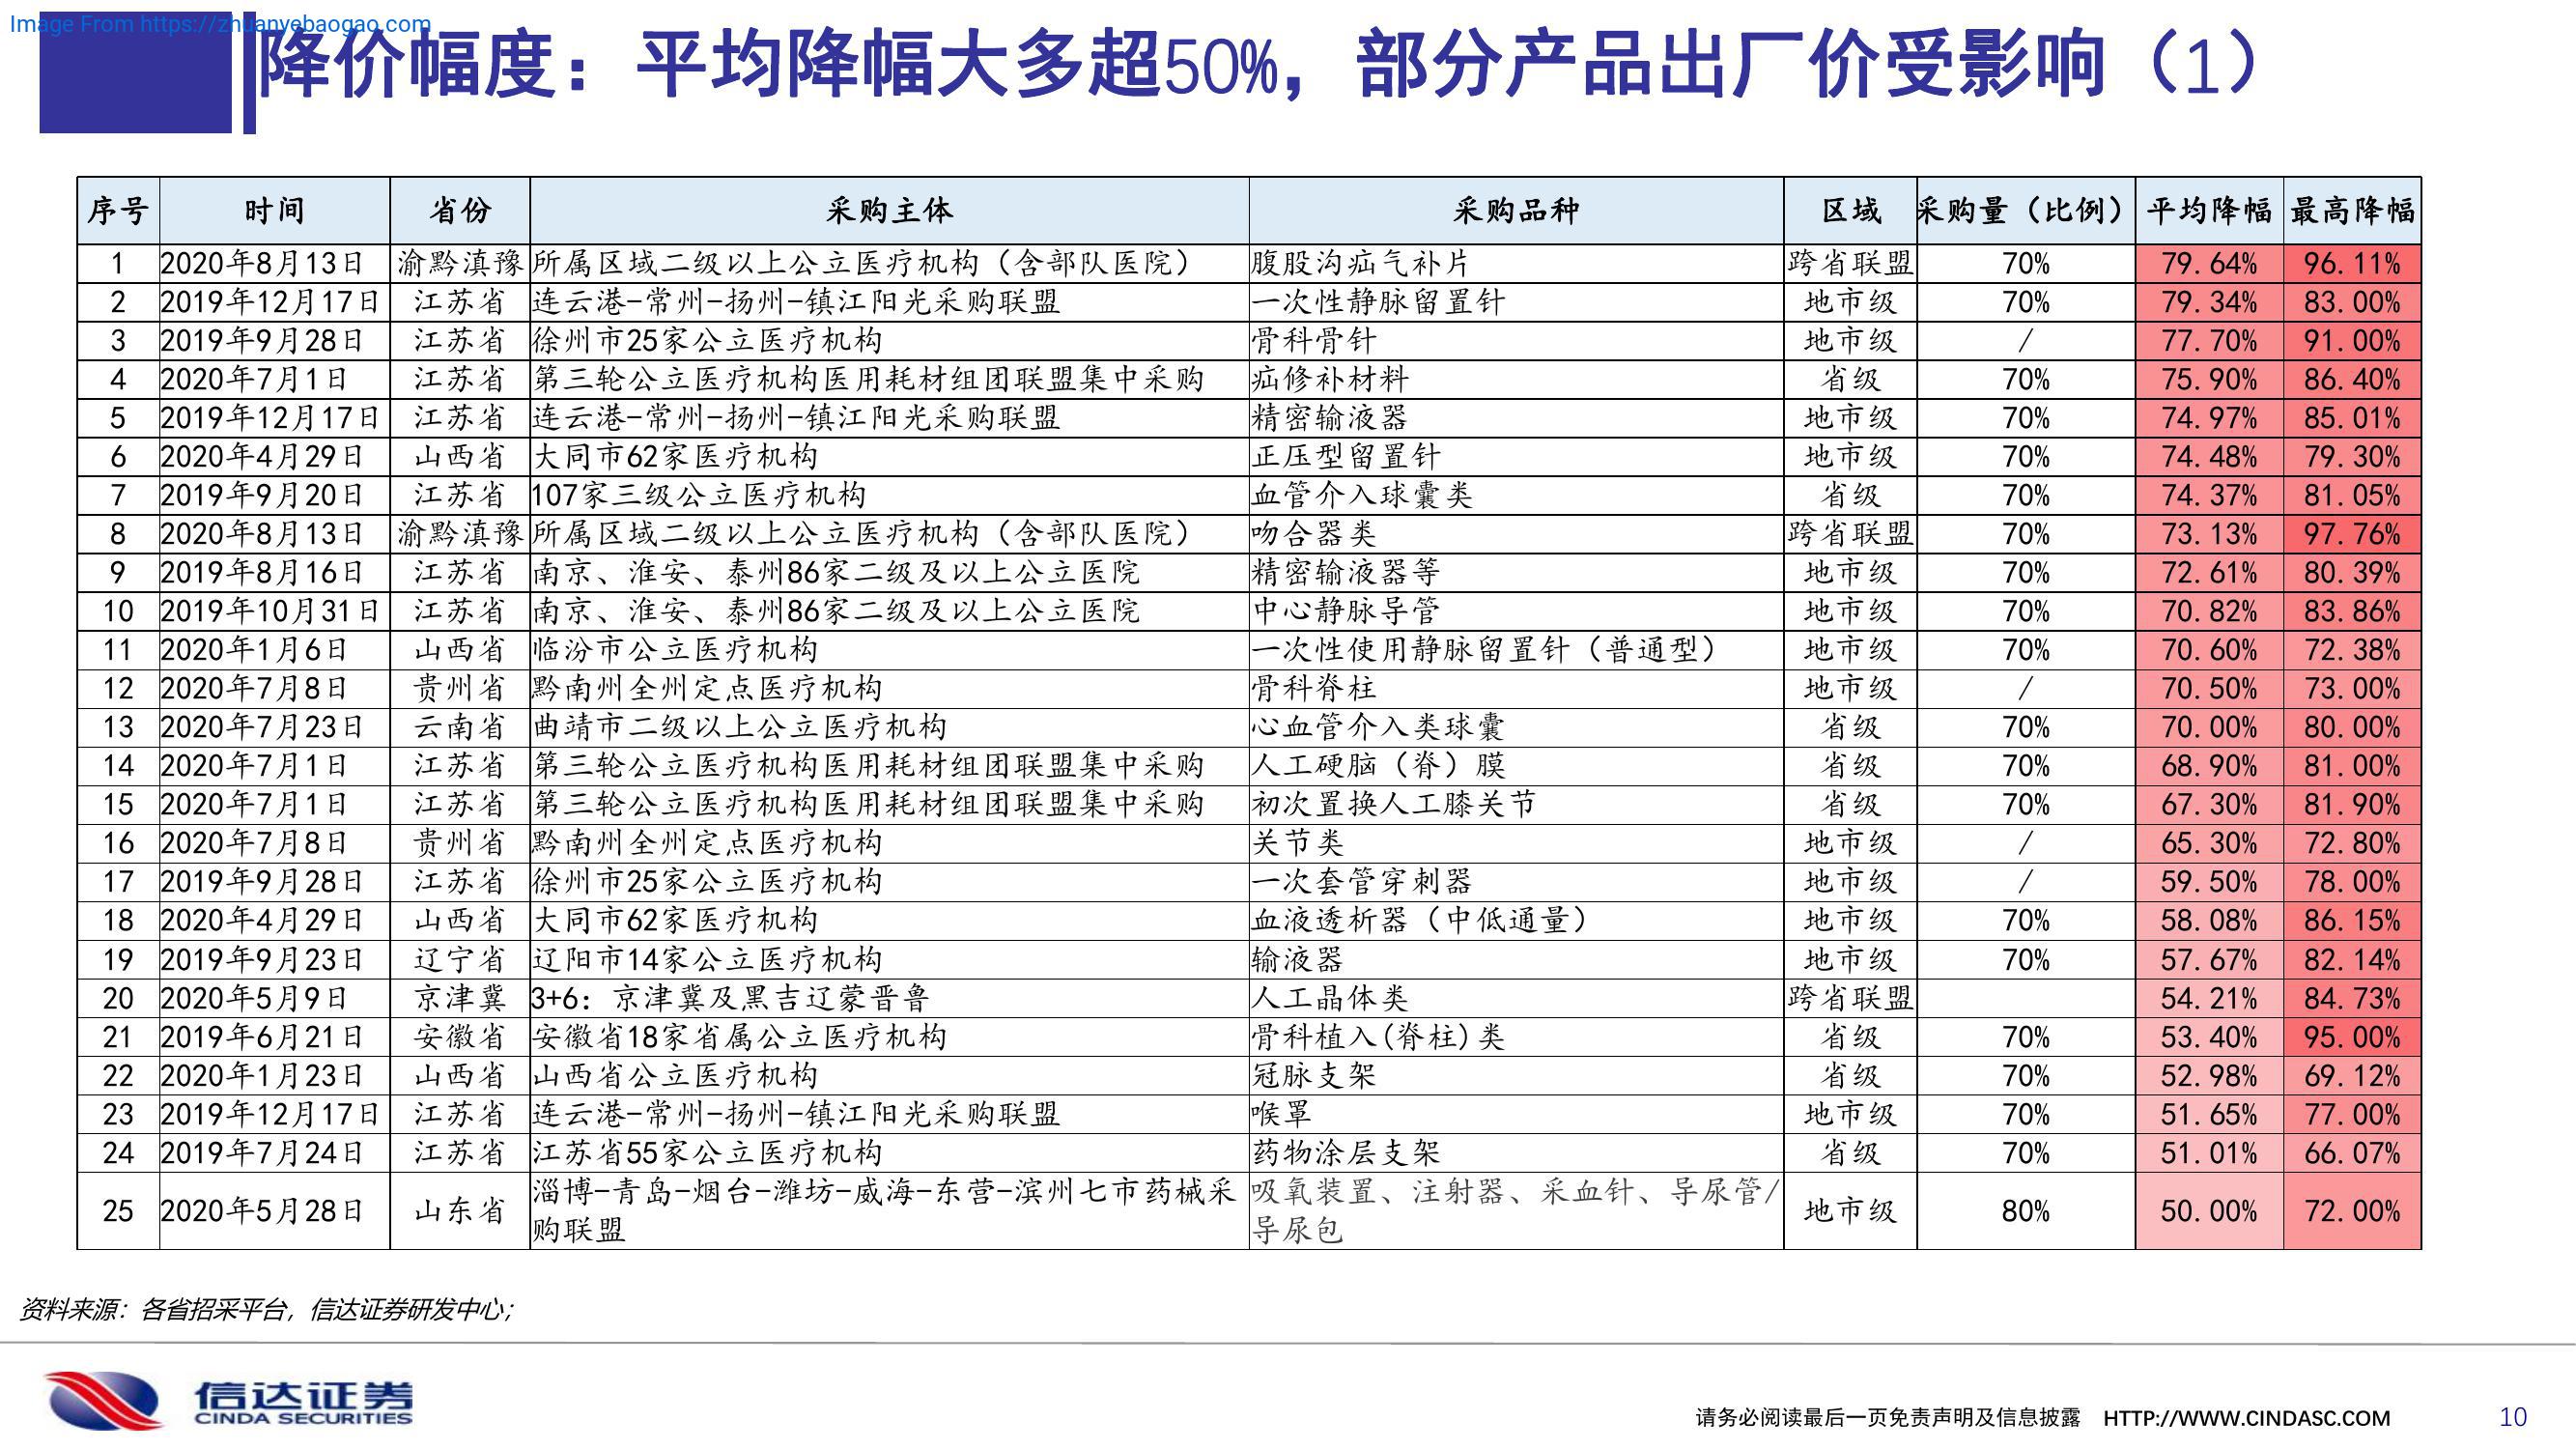 Image From https://zhuanyebaogao.com
降价幅度：平均降幅大多超50%，部分产品出厂价受影响（1）
序号 时间 省份 采购主体 采购品种 区域 采购量（比例） 平均降幅 最高降幅
1 2020年8月13日 渝黔滇豫 所属区域二级以上公立医疗机构（含部队医院） 腹股沟疝气补片 跨省联盟 70% 79.64% 96.11%
2 2019年12月17日 江苏省 连云港-常州-扬州-镇江阳光采购联盟 一次性静脉留置针 地市级 70% 79.34% 83.00%
3 2019年9月28日 江苏省 徐州市25家公立医疗机构 骨科骨针 地市级 / 77.70% 91.00%
4 2020年7月1日 江苏省 第三轮公立医疗机构医用耗材组团联盟集中采购 疝修补材料 省级 70% 75.90% 86.40%
5 2019年12月17日 江苏省 连云港-常州-扬州-镇江阳光采购联盟 精密输液器 地市级 70% 74.97% 85.01%
6 2020年4月29日 山西省 大同市62家医疗机构 正压型留置针 地市级 70% 74.48% 79.30%
7 2019年9月20日 江苏省 107家三级公立医疗机构 血管介入球囊类 省级 70% 74.37% 81.05%
8 2020年8月13日 渝黔滇豫 所属区域二级以上公立医疗机构（含部队医院） 吻合器类 跨省联盟 70% 73.13% 97.76%
9 2019年8月16日 江苏省 南京、淮安、泰州86家二级及以上公立医院 精密输液器等 地市级 70% 72.61% 80.39%
10 2019年10月31日 江苏省 南京、淮安、泰州86家二级及以上公立医院 中心静脉导管 地市级 70% 70.82% 83.86%
11 2020年1月6日 山西省 临汾市公立医疗机构 一次性使用静脉留置针（普通型） 地市级 70% 70.60% 72.38%
12 2020年7月8日 贵州省 黔南州全州定点医疗机构 骨科脊柱 地市级 / 70.50% 73.00%
13 2020年7月23日 云南省 曲靖市二级以上公立医疗机构 心血管介入类球囊 省级 70% 70.00% 80.00%
14 2020年7月1日 江苏省 第三轮公立医疗机构医用耗材组团联盟集中采购 人工硬脑（脊）膜 省级 70% 68.90% 81.00%
15 2020年7月1日 江苏省 第三轮公立医疗机构医用耗材组团联盟集中采购 初次置换人工膝关节 省级 70% 67.30% 81.90%
16 2020年7月8日 贵州省 黔南州全州定点医疗机构 关节类 地市级 / 65.30% 72.80%
17 2019年9月28日 江苏省 徐州市25家公立医疗机构 一次套管穿刺器 地市级 / 59.50% 78.00%
18 2020年4月29日 山西省 大同市62家医疗机构 血液透析器（中低通量） 地市级 70% 58.08% 86.15%
19 2019年9月23日 辽宁省 辽阳市14家公立医疗机构 输液器 地市级 70% 57.67% 82.14%
20 2020年5月9日 京津冀 3+6：京津冀及黑吉辽蒙晋鲁 人工晶体类 跨省联盟 54.21% 84.73%
21 2019年6月21日 安徽省 安徽省18家省属公立医疗机构 骨科植入(脊柱)类 省级 70% 53.40% 95.00%
22 2020年1月23日 山西省 山西省公立医疗机构 冠脉支架 省级 70% 52.98% 69.12%
23 2019年12月17日 江苏省 连云港-常州-扬州-镇江阳光采购联盟 喉罩 地市级 70% 51.65% 77.00%
24 2019年7月24日 江苏省 江苏省55家公立医疗机构 药物涂层支架 省级 70% 51.01% 66.07%
25 2020年5月28日 山东省 淄博-青岛-烟台-潍坊-威海-东营-滨州七市药械采 吸氧装置、注射器、采血针、导尿管/ 地市级 80% 50.00% 72.00%
购联盟 导尿包
资料来源：各省招采平台，信达证券研发中心；
信达证券
CINDA SECURITIES
请务必阅读最后一页免责声明及信息披露 HTTP://WWW.CINDASC.COM 10